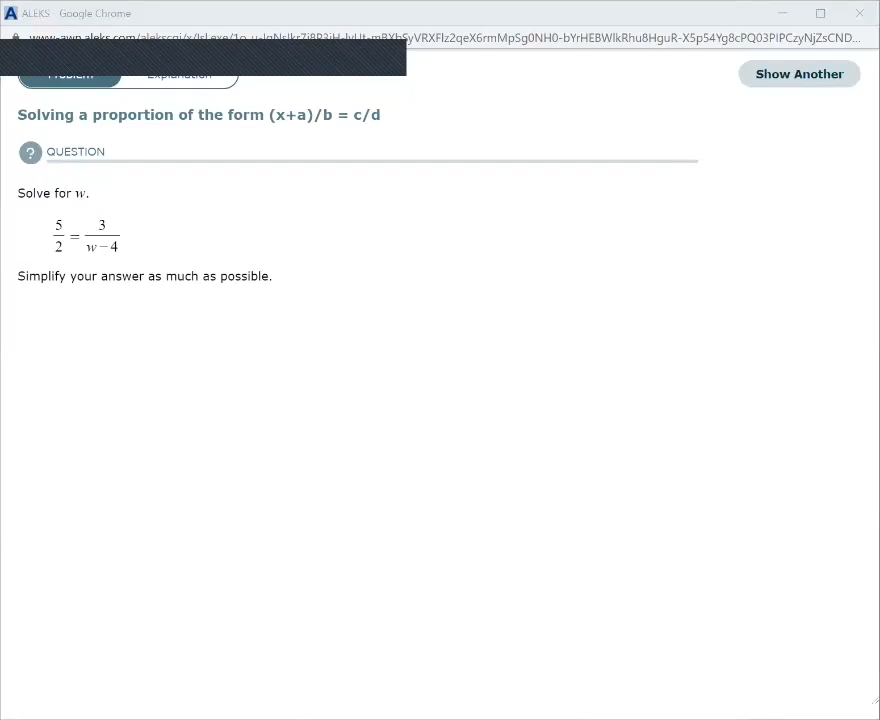 ALEKS - Google Chrome
Show Another
Solving a proportion of the form (x+a)/b = c/d
? QUESTION
Solve for w.
5/2 = 3/(w − 4)
Simplify your answer as much as possible.